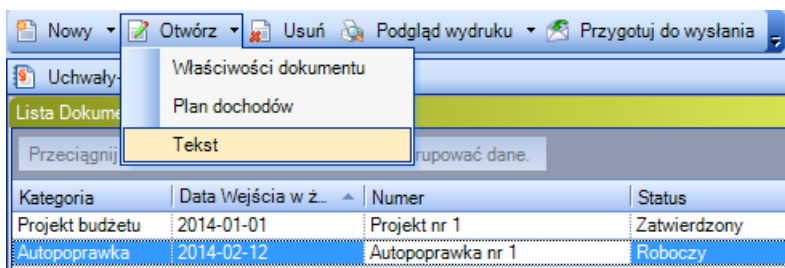 Nowy Otwórz Usuń Podgląd wydruku Przygotuj do wysłania
Uchwały- Właściwości dokumentu
Lista Dokume Plan dochodów
Przeciągnij Tekst rupować dane.
Kategoria Data Wejścia w ż... Numer Status
Projekt budżetu 2014-01-01 Projekt nr 1 Zatwierdzony
Autopoprawka 2014-02-12 Autopoprawka nr 1 Roboczy